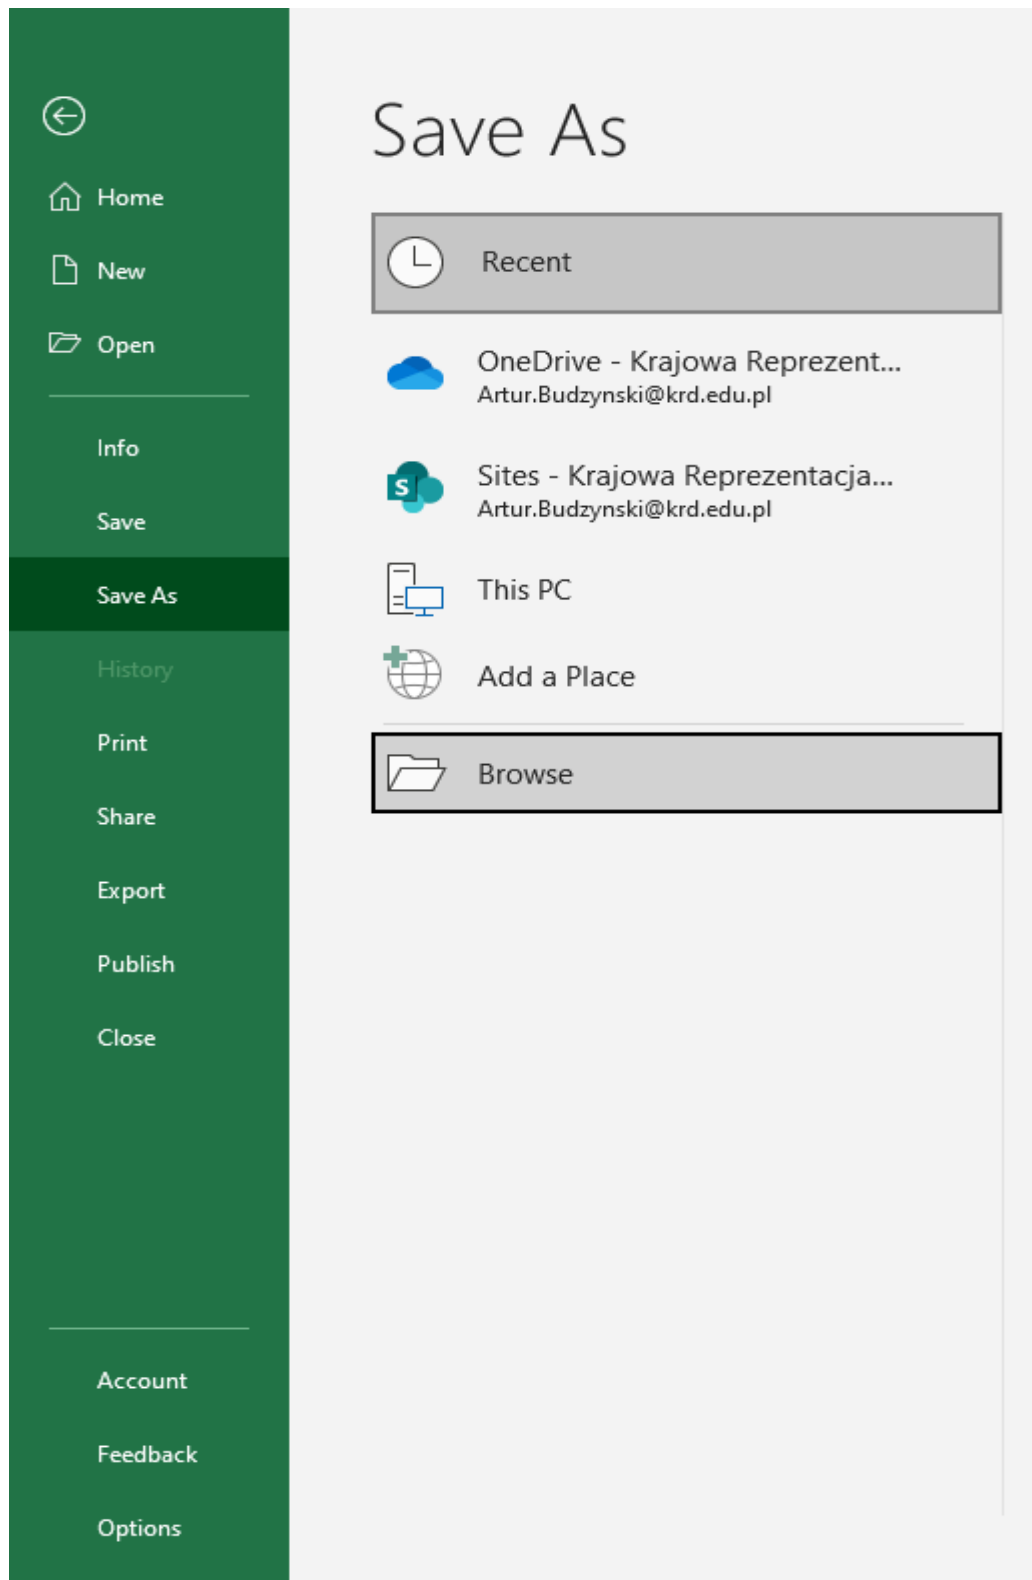 Home
New
Open
Info
Save
Save As
History
Print
Share
Export
Publish
Close
Account
Feedback
Options
Save As
Recent
OneDrive - Krajowa Reprezent...
Artur.Budzynski@krd.edu.pl
S
Sites - Krajowa Reprezentacja...
Artur.Budzynski@krd.edu.pl
This PC
Add a Place
Browse